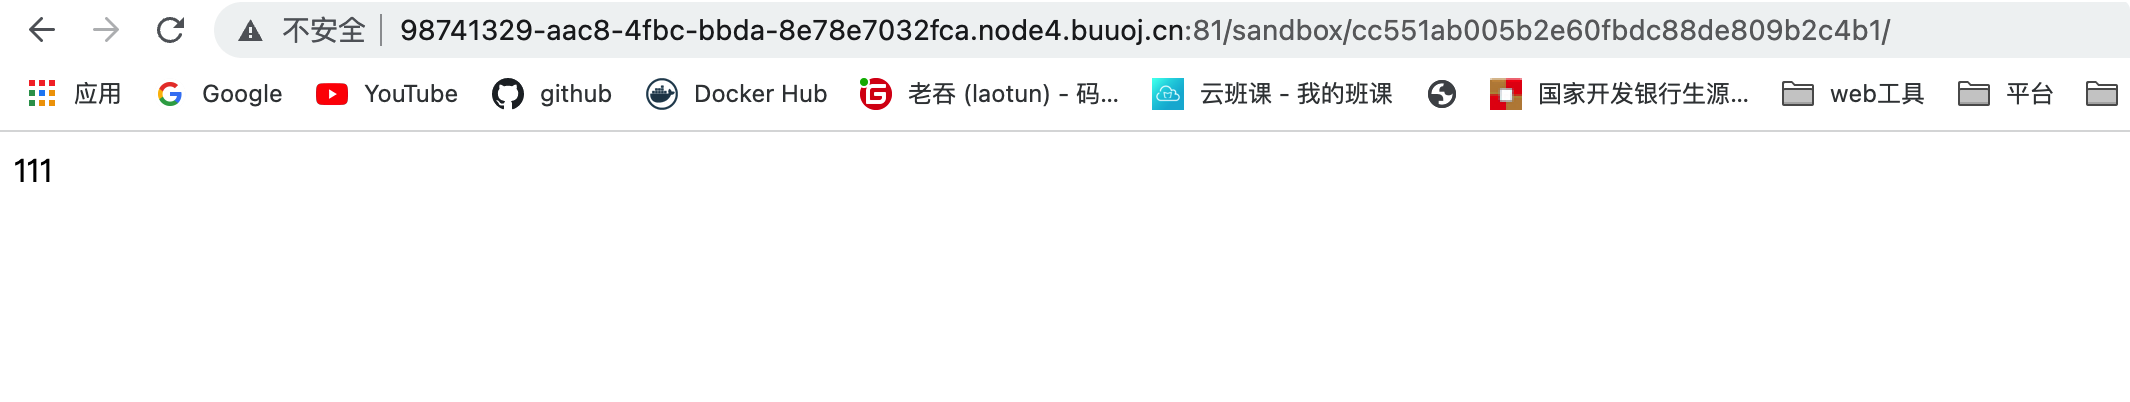 不安全 | 98741329-aac8-4fbc-bbda-8e78e7032fca.node4.buuoj.cn:81/sandbox/cc551ab005b2e60fbdc88de809b2c4b1/
应用 Google YouTube github Docker Hub 老吞 (laotun) - 码... 云班课 - 我的班课 国家开发银行生源... web工具 平台
111